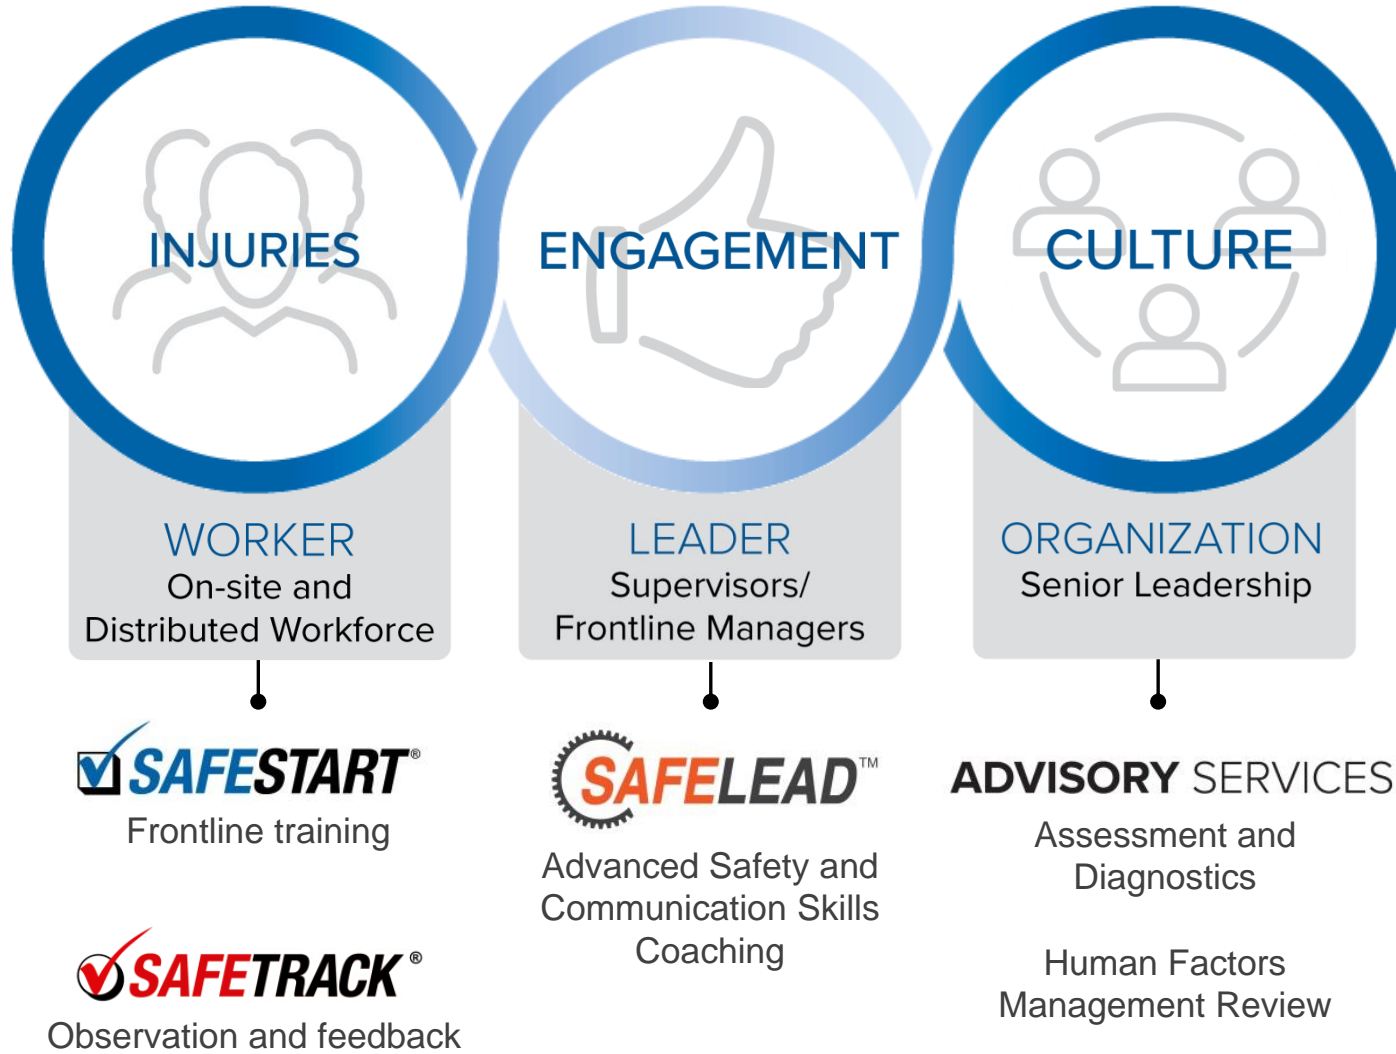 INJURIES
WORKER
On-site and
Distributed Workforce
SAFESTART®
Frontline training
SAFETRACK®
Observation and feedback
ENGAGEMENT
LEADER
Supervisors/
Frontline Managers
SAFELEAD™
Advanced Safety and
Communication Skills
Coaching
CULTURE
ORGANIZATION
Senior Leadership
ADVISORY SERVICES
Assessment and
Diagnostics
Human Factors
Management Review